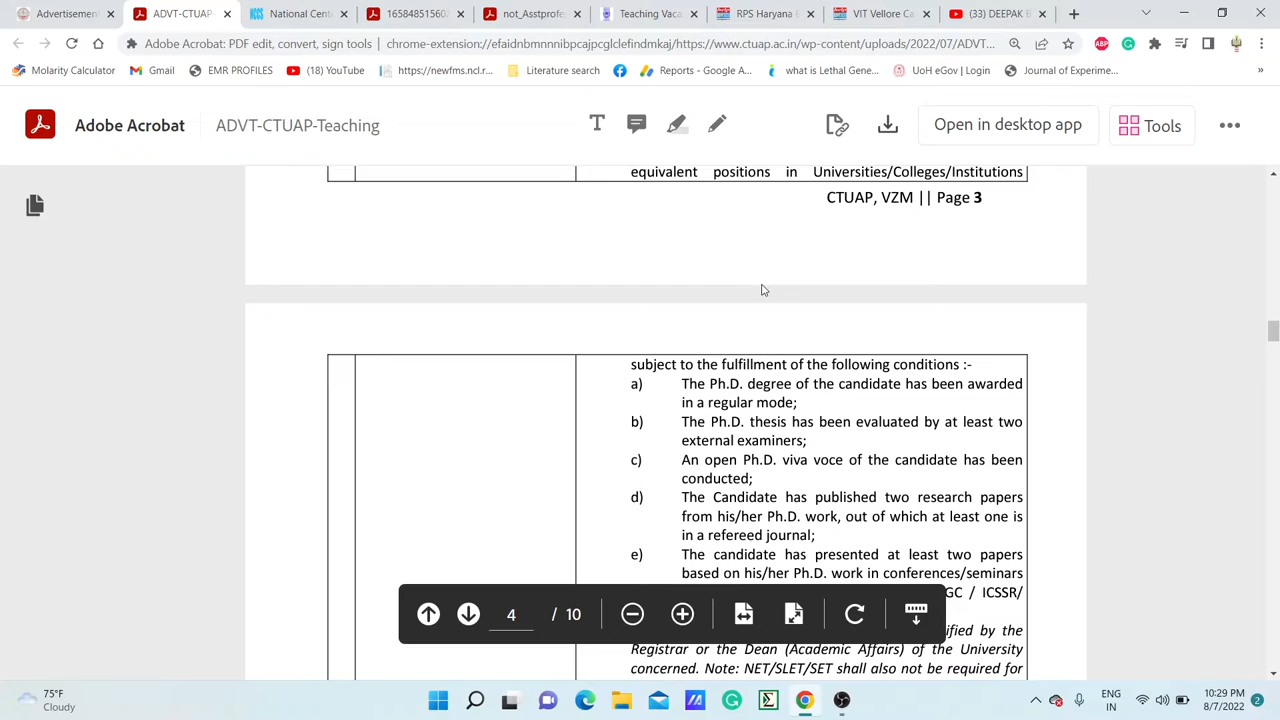 Advertisement:
ADVT-CTUAP-
National Cent
16584851560
not_asstprofe
Teaching Vaca
RPS Haryana
VIT Vellore Ca
(33) DEEPAK B
Adobe Acrobat: PDF edit, convert, sign tools | chrome-extension://efaidnbmnnnibpcajpcglclefindmkaj/https://www.ctuap.ac.in/wp-content/uploads/2022/07/ADVT...
Molarity Calculator
Gmail
EMR PROFILES
(18) YouTube
https://newfms.ncl.r...
Literature search
Reports - Google A...
what is Lethal Gene...
UoH eGov | Login
Journal of Experime...
»
Adobe Acrobat
ADVT-CTUAP-Teaching
Open in desktop app
Tools
equivalent positions in Universities/Colleges/Institutions
CTUAP, VZM || Page 3
subject to the fulfillment of the following conditions :-
a) The Ph.D. degree of the candidate has been awarded
in a regular mode;
b) The Ph.D. thesis has been evaluated by at least two
external examiners;
c) An open Ph.D. viva voce of the candidate has been
conducted;
d) The Candidate has published two research papers
from his/her Ph.D. work, out of which at least one is
in a refereed journal;
e) The candidate has presented at least two papers
based on his/her Ph.D. work in conferences/seminars
GC / ICSSR/
4 / 10
ified by the
Registrar or the Dean (Academic Affairs) of the University
concerned. Note: NET/SLET/SET shall also not be required for
75°F
Cloudy
ENG
IN
10:29 PM
8/7/2022
2